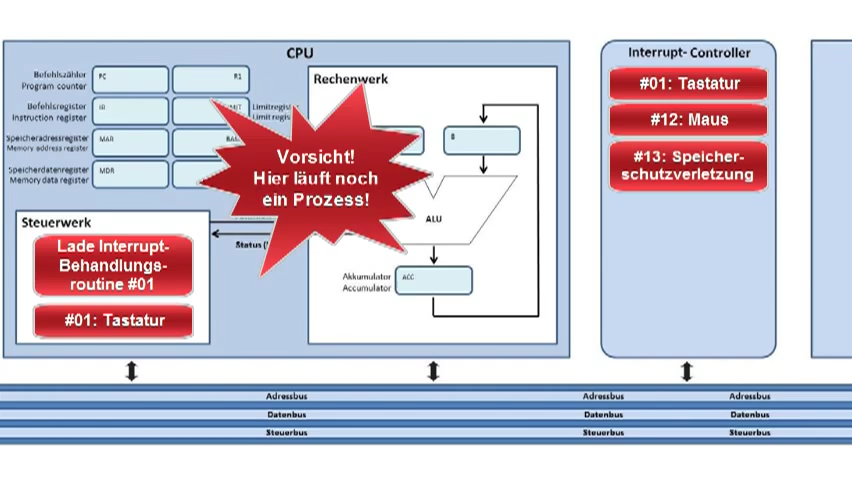 CPU
Befehlszähler
Program counter
PC
R1
Befehlsregister
Instruction register
IR
Limitregister
Speicheradressregister
Memory address register
MAR
Speicherdatenregister
Memory data register
MDR
Rechenwerk
B
ALU
Akkumulator
Accumulator
ACC
Vorsicht!
Hier läuft noch
ein Prozess!
Steuerwerk
Lade Interrupt-
Behandlungs-
routine #01
#01: Tastatur
Interrupt- Controller
#01: Tastatur
#12: Maus
#13: Speicher-
schutzverletzung
Adressbus
Adressbus
Adressbus
Datenbus
Datenbus
Datenbus
Steuerbus
Steuerbus
Steuerbus